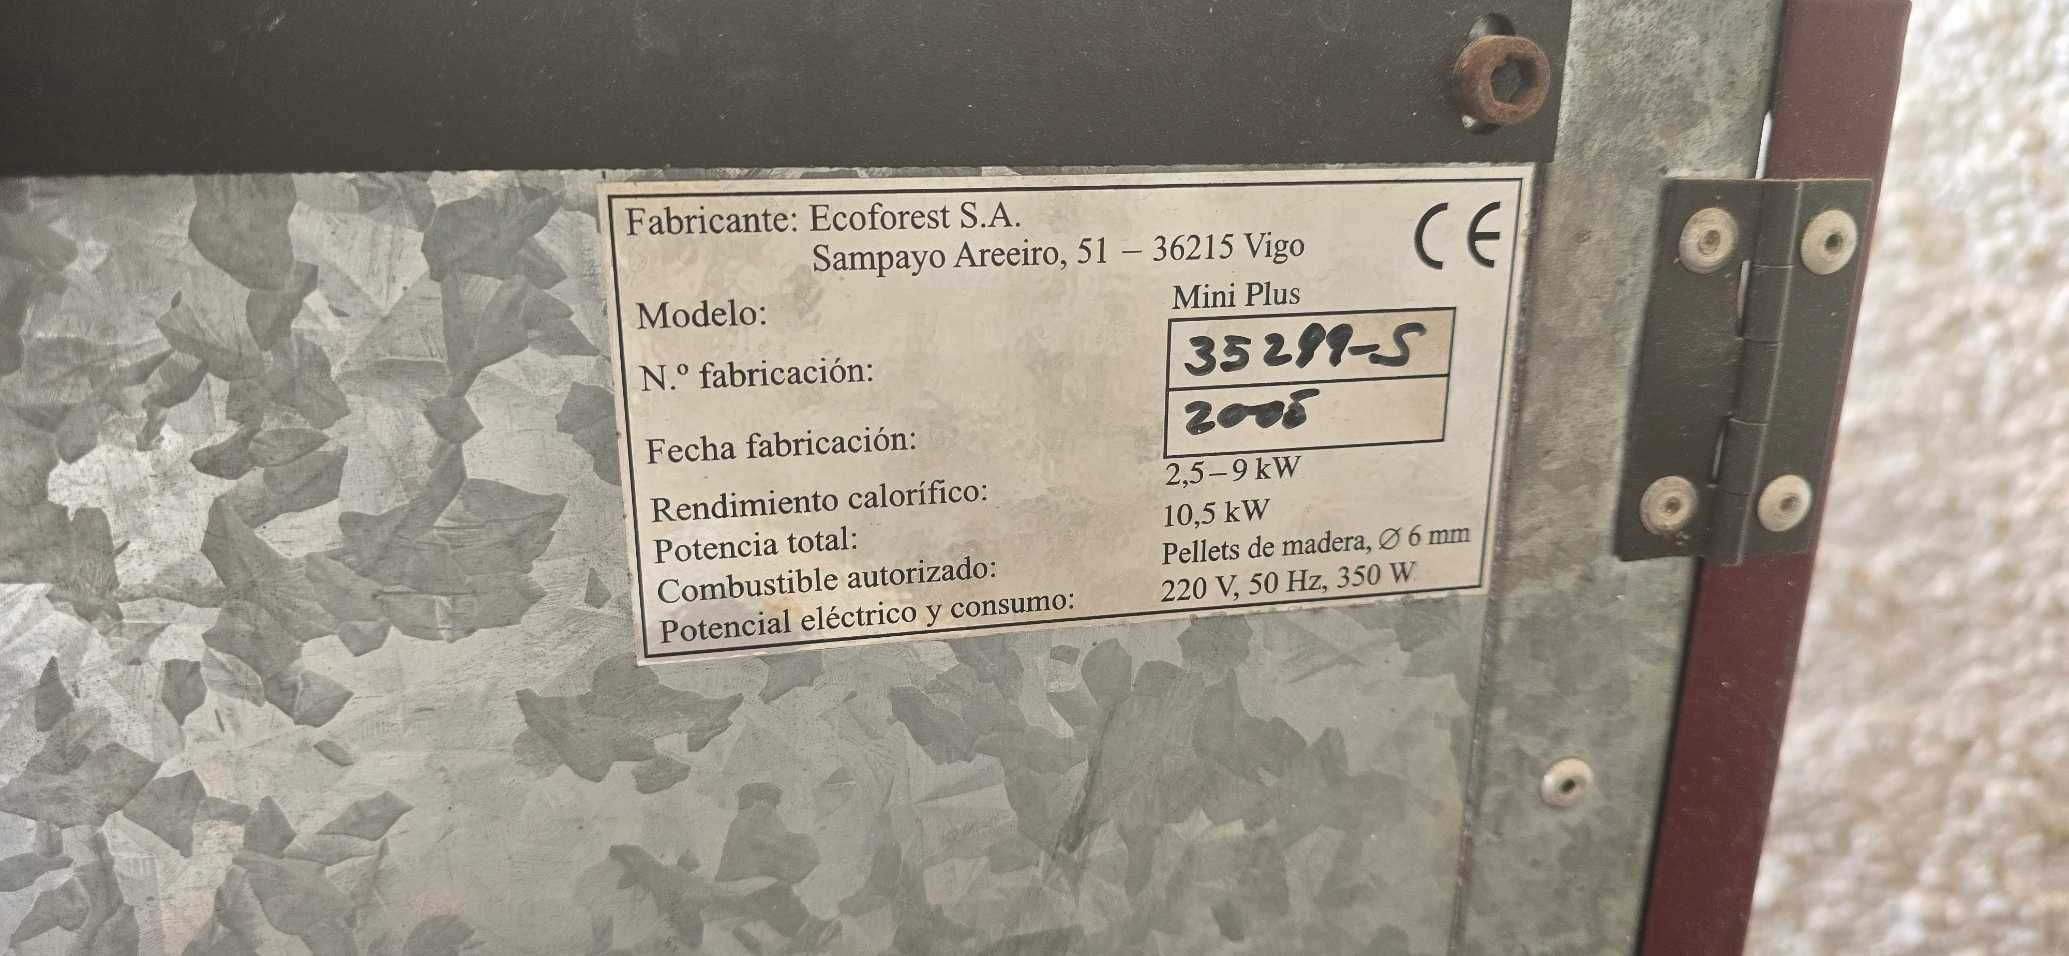 Fabricante: Ecoforest S.A.
Sampayo Areeiro, 51 – 36215 Vigo
CE
Modelo: Mini Plus
N.º fabricación: 35299-S
Fecha fabricación: 2005
Rendimiento calorífico: 2,5–9 kW
Potencia total: 10,5 kW
Combustible autorizado: Pellets de madera, Ø 6 mm
Potencial eléctrico y consumo: 220 V, 50 Hz, 350 W